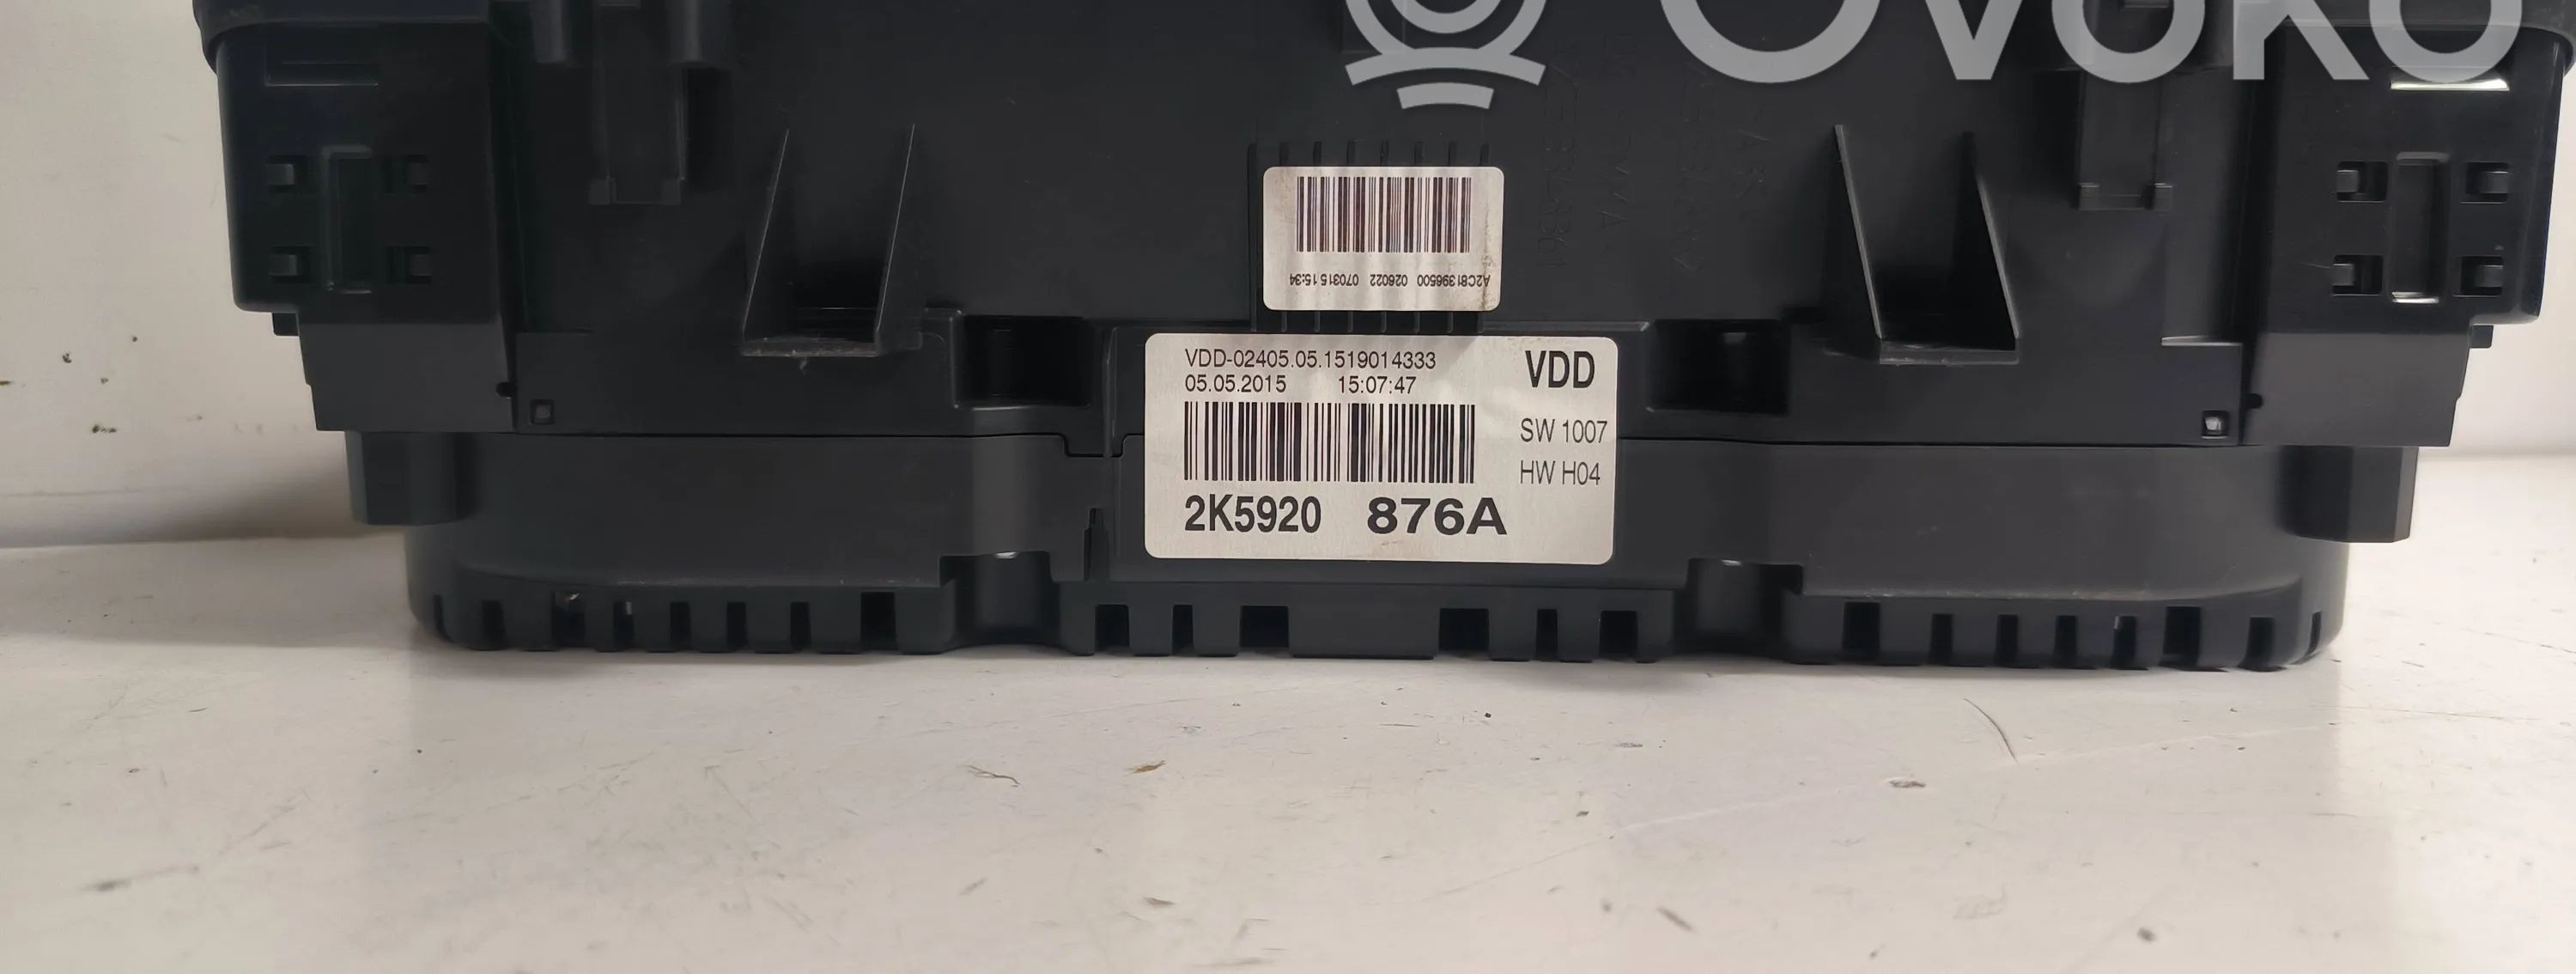 OVOKO
A2C81396500 026022 070315 15:34
VDD-02405.05.1519014333
05.05.2015 15:07:47
VDD
SW 1007
HW H04
2K5920 876A